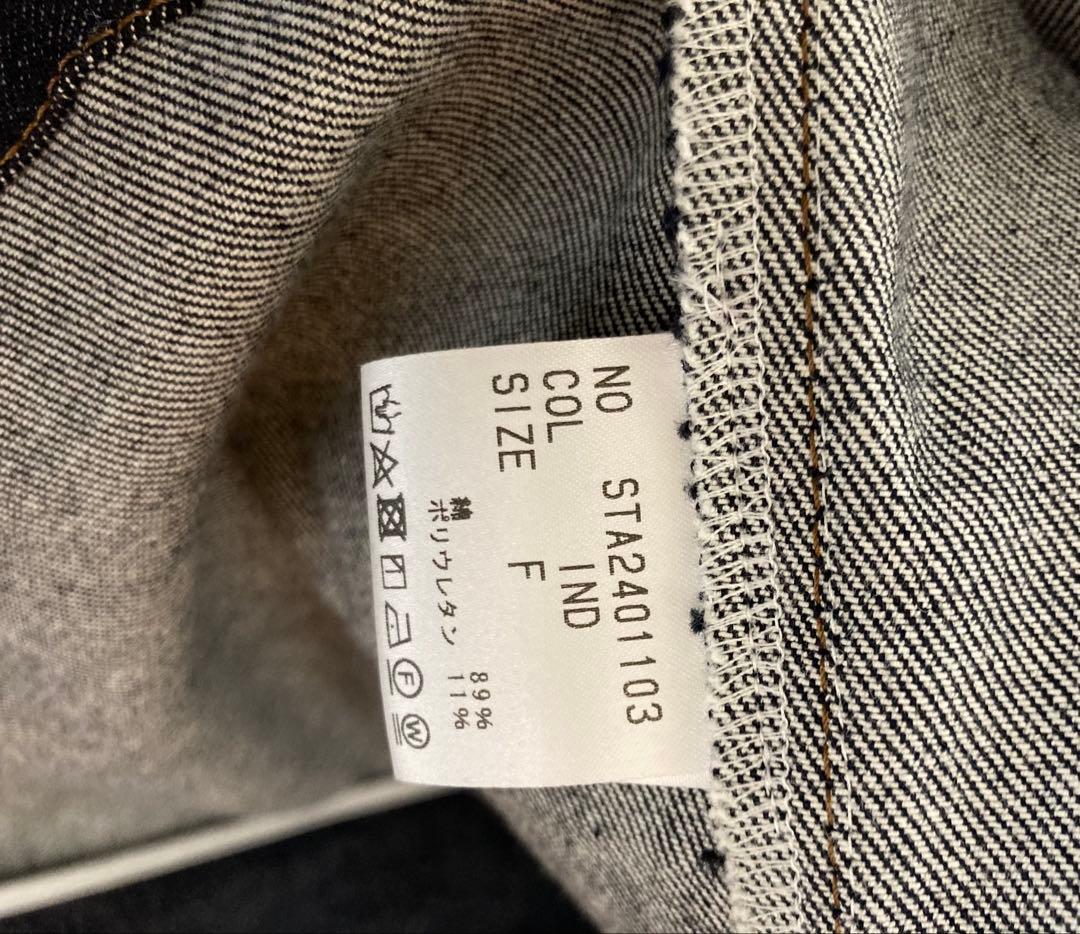 NO STA2401103
COL IND
SIZE F
綿 89%
ポリウレタン 11%
F W